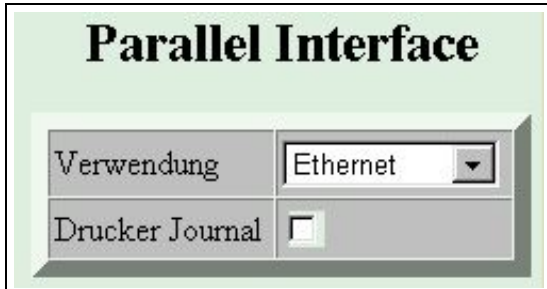 Parallel Interface
Verwendung Ethernet
Drucker Journal